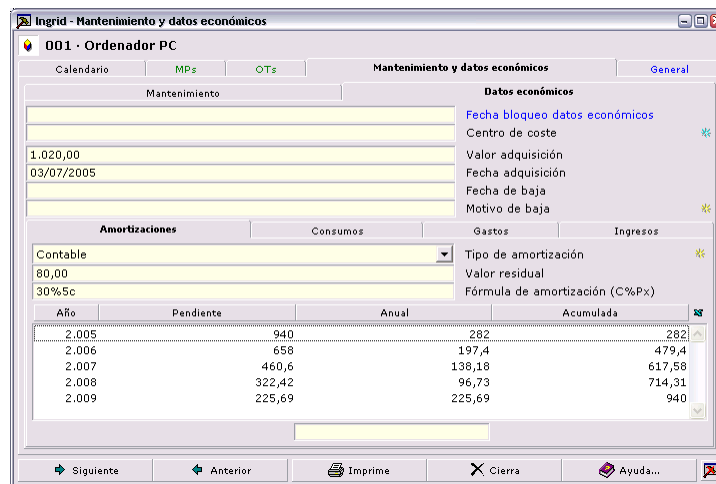 Ingrid - Mantenimiento y datos económicos
001 · Ordenador PC
Calendario MPs OTs Mantenimiento y datos económicos General
Mantenimiento Datos económicos
Fecha bloqueo datos económicos
Centro de coste
1.020,00 Valor adquisición
03/07/2005 Fecha adquisición
Fecha de baja
Motivo de baja
Amortizaciones Consumos Gastos Ingresos
Contable Tipo de amortización
80,00 Valor residual
30%5c Fórmula de amortización (C%Px)
Año Pendiente Anual Acumulada
2.005 940 282 282
2.006 658 197,4 479,4
2.007 460,6 138,18 617,58
2.008 322,42 96,73 714,31
2.009 225,69 225,69 940
Siguiente Anterior Imprime Cierra Ayuda...